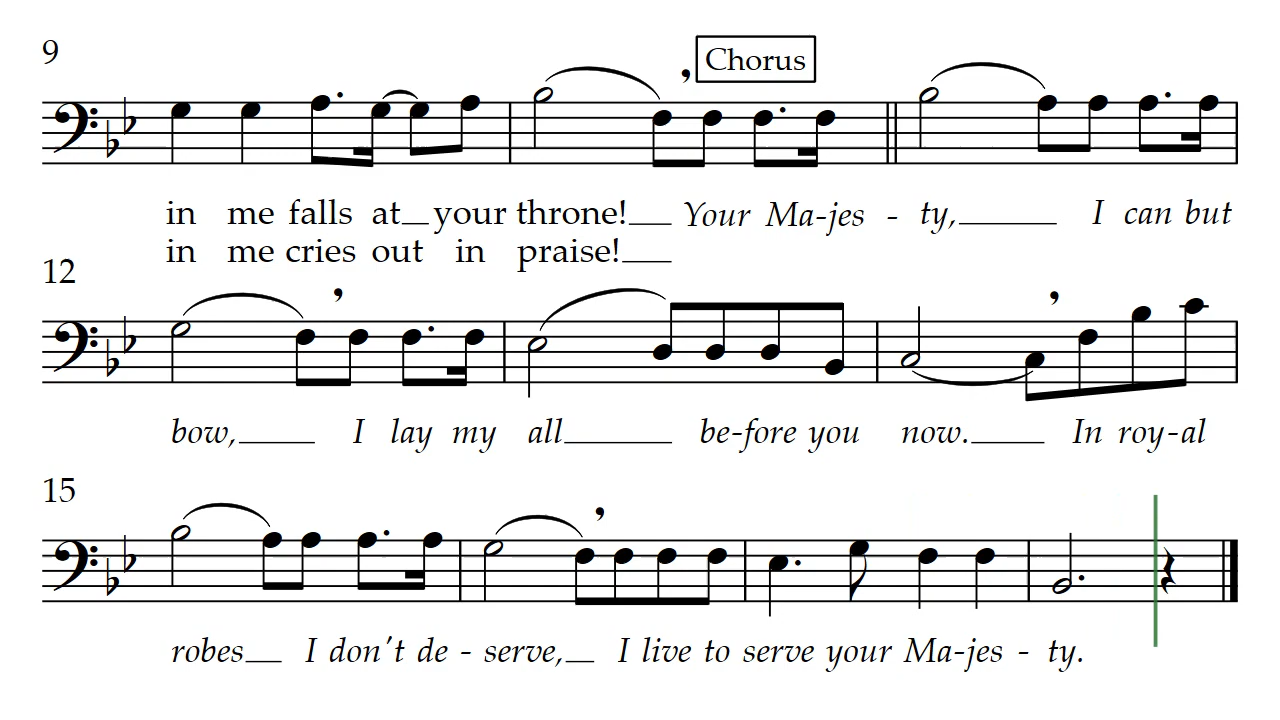 9
Chorus
in me falls at your throne! Your Ma-jes - ty, I can but
in me cries out in praise!
12
bow, I lay my all be-fore you now. In roy-al
15
robes I don't de - serve, I live to serve your Ma-jes - ty.